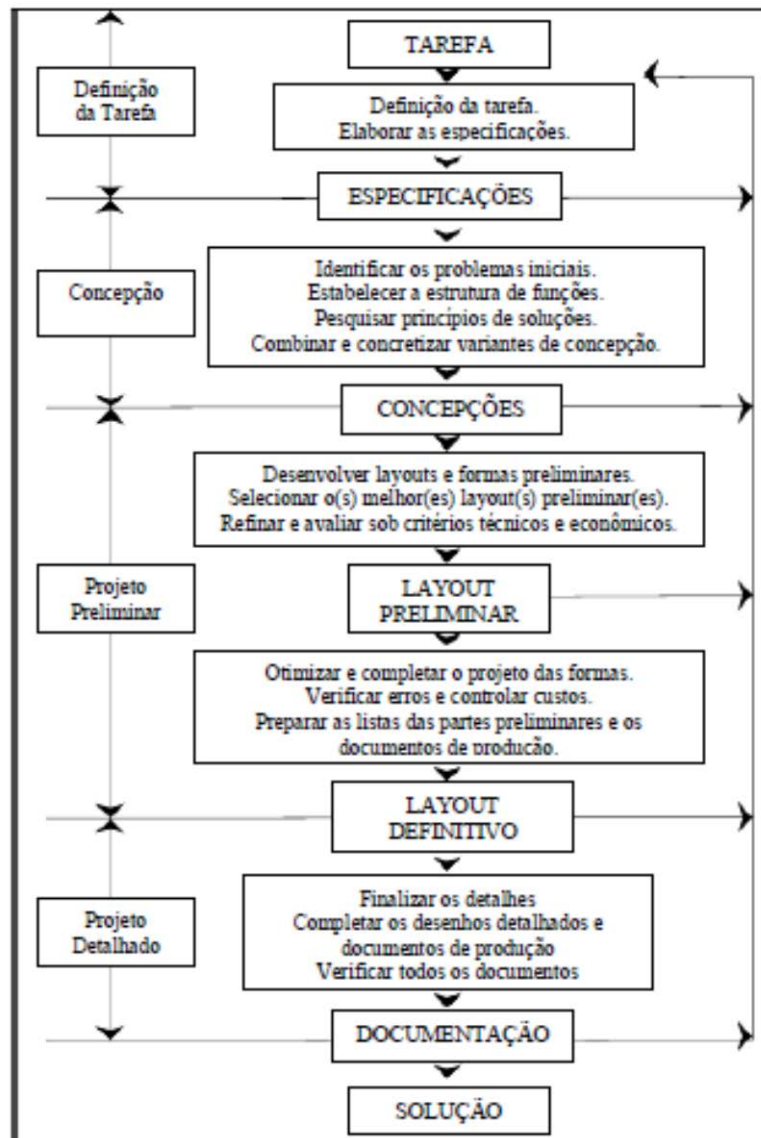 TAREFA
Definição
da Tarefa
Definição da tarefa.
Elaborar as especificações.
ESPECIFICAÇÕES
Concepção
Identificar os problemas iniciais.
Estabelecer a estrutura de funções.
Pesquisar princípios de soluções.
Combinar e concretizar variantes de concepção.
CONCEPÇÕES
Desenvolver layouts e formas preliminares.
Selecionar o(s) melhor(es) layout(s) preliminar(es).
Refinar e avaliar sob critérios técnicos e econômicos.
Projeto
Preliminar
LAYOUT
PRELIMINAR
Otimizar e completar o projeto das formas.
Verificar erros e controlar custos.
Preparar as listas das partes preliminares e os
documentos de produção.
LAYOUT
DEFINITIVO
Projeto
Detalhado
Finalizar os detalhes
Completar os desenhos detalhados e
documentos de produção
Verificar todos os documentos
DOCUMENTAÇÃO
SOLUÇÃO